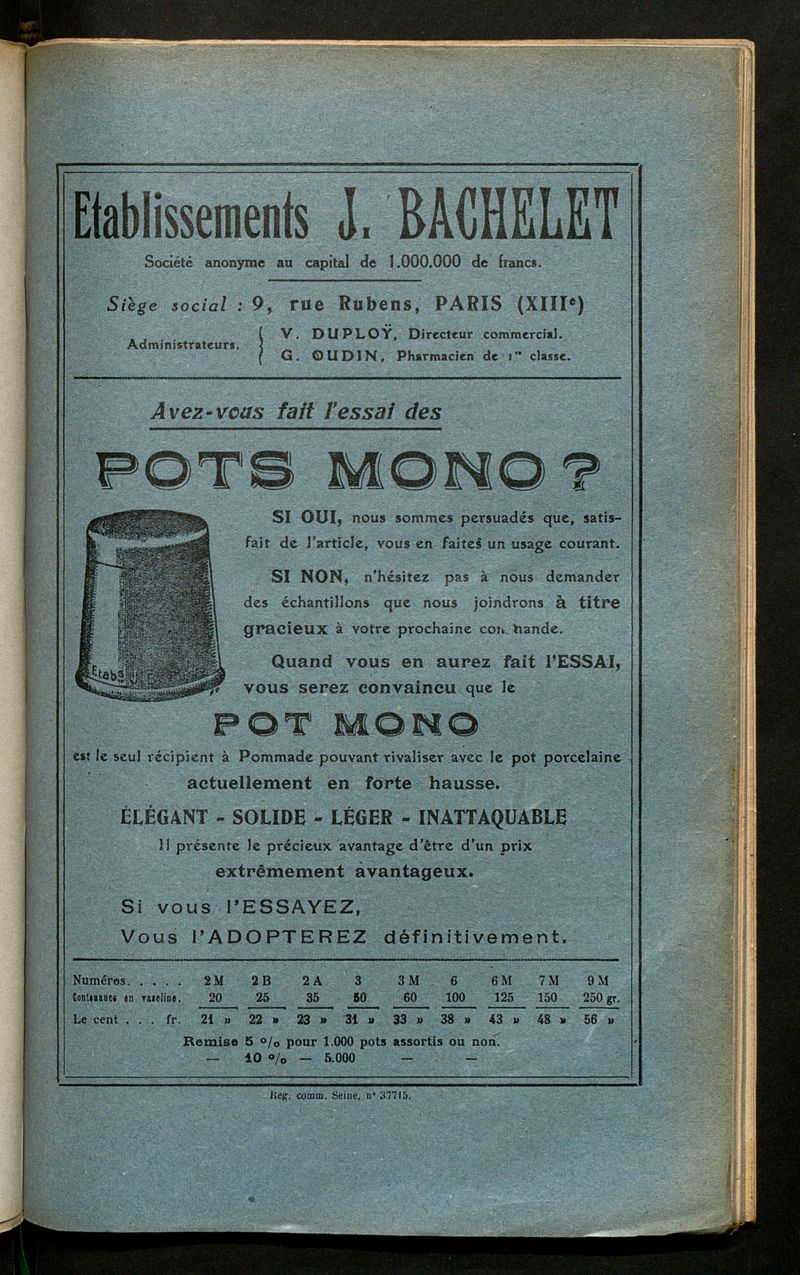 Etablissements J. BACHELET
Société anonyme au capital de 1.000.000 de francs.
Siège social : 9, rue Rubens, PARIS (XIIIe)
Administrateurs. { V. DUPLOŸ, Directeur commercial.
G. OUDIN, Pharmacien de 1re classe.
Avez-vous fait l'essai des
POTS MONO ?
SI OUI, nous sommes persuadés que, satis-
fait de l'article, vous en faites un usage courant.
SI NON, n'hésitez pas à nous demander
des échantillons que nous joindrons à titre
gracieux à votre prochaine commande.
Quand vous en aurez fait l'ESSAI,
vous serez convaincu que le
Etabs J.
POT MONO
est le seul récipient à Pommade pouvant rivaliser avec le pot porcelaine
actuellement en forte hausse.
ÉLÉGANT - SOLIDE - LÉGER - INATTAQUABLE
Il présente le précieux avantage d'être d'un prix
extrêmement avantageux.
Si vous l'ESSAYEZ,
Vous l'ADOPTEREZ définitivement.
Numéros. . . . . 2 M 2 B 2 A 3 3 M 6 6 M 7 M 9 M
Contenance en vaseline. 20 25 35 50 60 100 125 150 250 gr.
Le cent . . . fr. 21 » 22 » 23 » 31 » 33 » 38 » 43 » 48 » 56 »
Remise 5 % pour 1.000 pots assortis ou non.
— 10 % — 5.000 — —
Reg. comm. Seine, n° 37715.